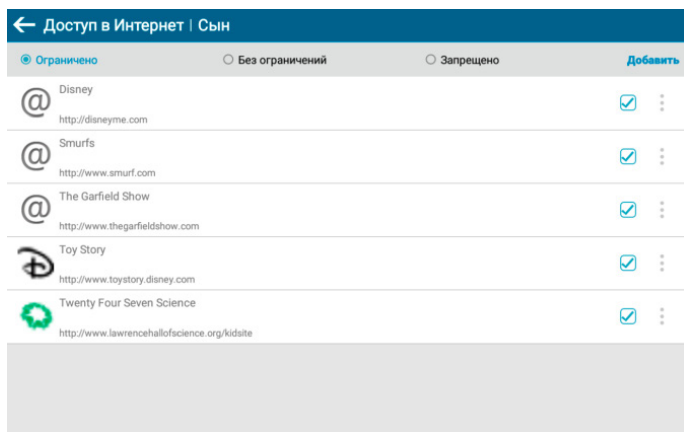 Доступ в Интернет | Сын
Ограничено Без ограничений Запрещено Добавить
Disney
http://disneyme.com
Smurfs
http://www.smurf.com
The Garfield Show
http://www.thegarfieldshow.com
Toy Story
http://www.toystory.disney.com
Twenty Four Seven Science
http://www.lawrencehallofscience.org/kidsite